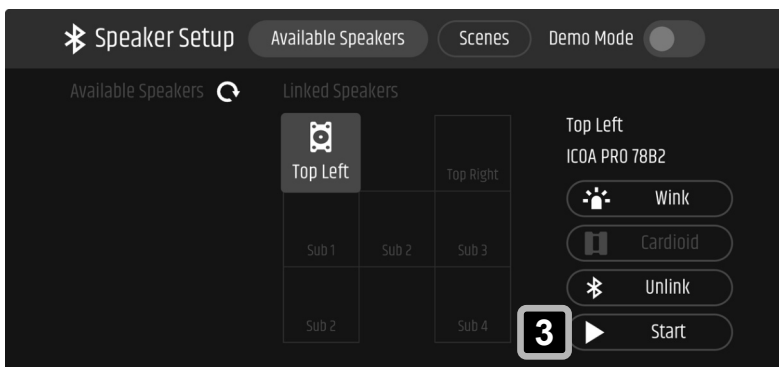 Speaker Setup Available Speakers Scenes Demo Mode
Available Speakers Linked Speakers
Top Left
ICOA PRO 78B2
Top Left Top Right
Wink
Sub 1 Sub 2 Sub 3
Cardioid
Unlink
Sub 2 Sub 4
3 Start